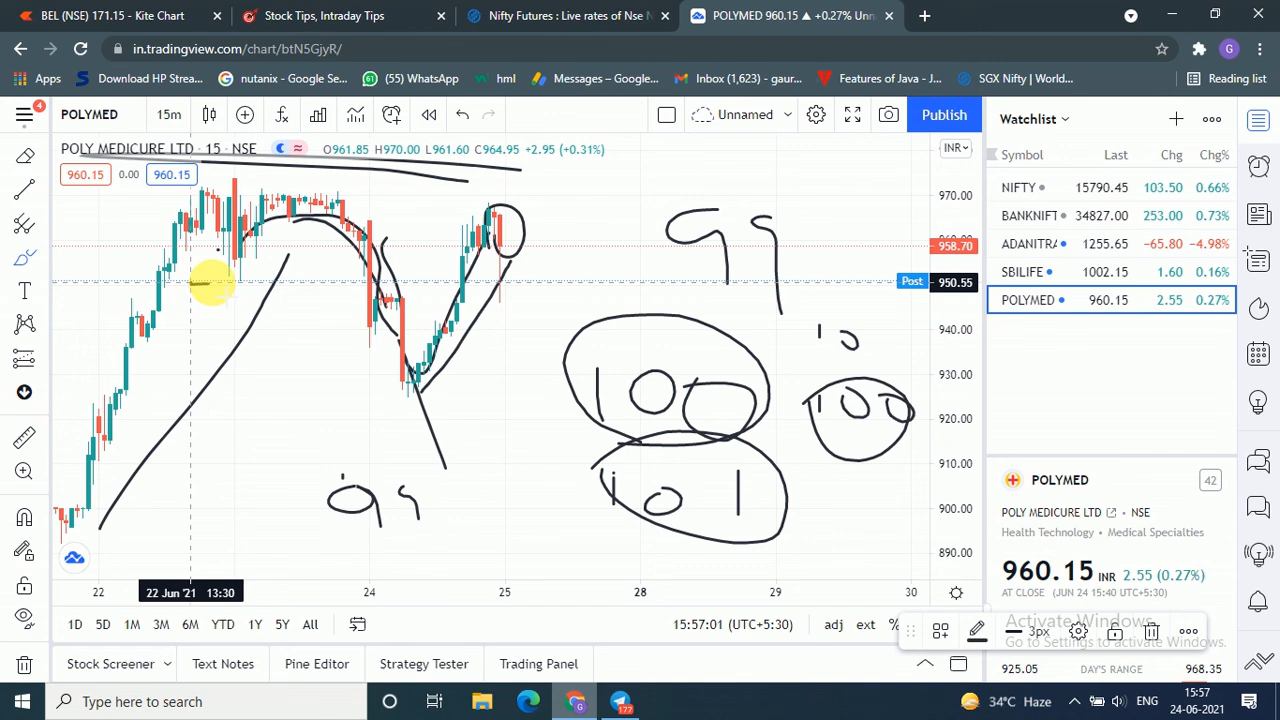 BEL (NSE) 171.15 - Kite Chart
Stock Tips, Intraday Tips
Nifty Futures : Live rates of Nse N
POLYMED 960.15 ▲ +0.27% Unn
in.tradingview.com/chart/btN5GjyR/
G
Apps
Download HP Strea...
nutanix - Google Se...
(55) WhatsApp
hml
Messages – Google...
Inbox (1,623) - gaur...
Features of Java - J...
SGX Nifty | World...
Reading list
4
POLYMED
15m
Unnamed
Publish
Watchlist
POLY MEDICURE LTD · 15 · NSE
O961.85 H970.00 L961.60 C964.95 +2.95 (+0.31%)
INR
960.15
0.00
960.15
Symbol Last Chg Chg%
NIFTY 15790.45 103.50 0.66%
BANKNIFT 34827.00 253.00 0.73%
ADANITRA 1255.65 -65.80 -4.98%
SBILIFE 1002.15 1.60 0.16%
POLYMED 960.15 2.55 0.27%
970.00
958.70
Post 950.55
940.00
930.00
920.00
910.00
900.00
890.00
99
10
100
100
101
99
22
22 Jun '21 13:30
24
25
28
29
30
POLYMED
42
POLY MEDICURE LTD NSE
Health Technology • Medical Specialties
960.15 INR 2.55 (0.27%)
AT CLOSE (JUN 24 15:40 UTC+5:30)
Activate Windows
Go to Settings to activate Windows.
925.05 DAY'S RANGE 968.35
1D 5D 1M 3M 6M YTD 1Y 5Y All
15:57:01 (UTC+5:30)
adj ext %
3px
Stock Screener
Text Notes
Pine Editor
Strategy Tester
Trading Panel
Type here to search
177
34°C Haze
ENG
15:57
24-06-2021